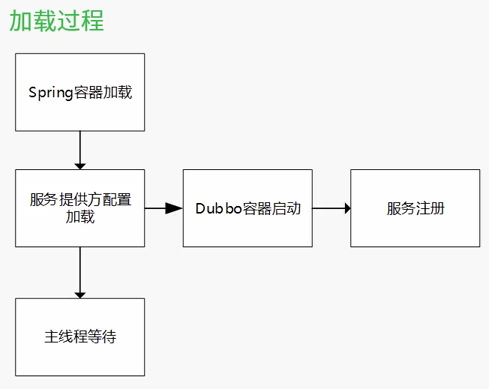 加载过程
Spring容器加载
服务提供方配置
加载
Dubbo容器启动
服务注册
主线程等待